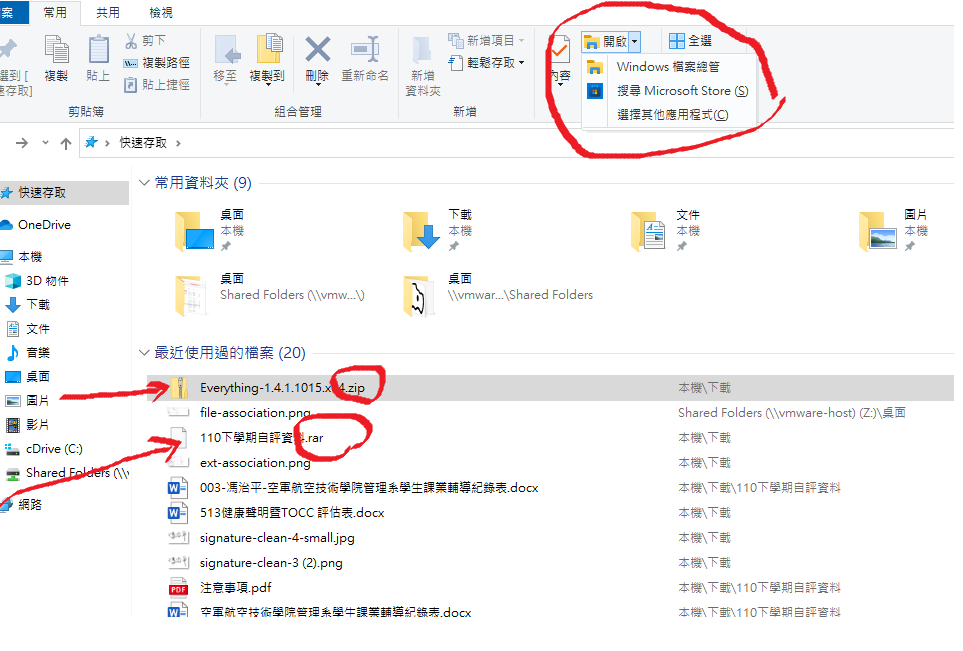 案 常用 共用 檢視
剪下 新增項目 開啟 全選
複製 貼上 複製路徑 移至 複製到 刪除 重新命名 新增 輕鬆存取 內容 Windows 檔案總管
貼上捷徑 資料夾 搜尋 Microsoft Store (S)
剪貼簿 組合管理 新增 選擇其他應用程式(C)
快速存取
快速存取 常用資料夾 (9)
OneDrive
本機
3D 物件
下載
文件
音樂
桌面
圖片
影片
cDrive (C:)
Shared Folders (\\v
網路
桌面 下載 文件 圖片
本機 本機 本機 本機
桌面 桌面
Shared Folders (\\vmw...\) \\vmwar...\Shared Folders
最近使用過的檔案 (20)
Everything-1.4.1.1015.x64.zip 本機\下載
file-association.png Shared Folders (\\vmware-host) (Z:)\桌面
110下學期自評資料.rar 本機\下載
ext-association.png 本機\下載
003-馮治平-空軍航空技術學院管理系學生課業輔導紀錄表.docx 本機\下載\110下學期自評資料
513健康聲明暨TOCC 評估表.docx 本機\下載
signature-clean-4-small.jpg 本機\下載
signature-clean-3 (2).png 本機\下載
PDF 注意事項.pdf 本機\下載\110下學期自評資料
空軍航空技術學院管理系學生課業輔導紀錄表.docx 本機\下載\110下學期自評資料